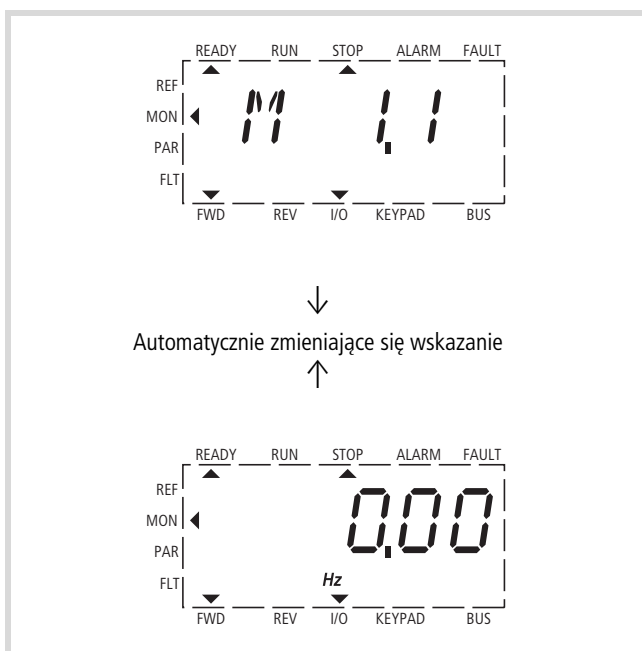 READY RUN STOP ALARM FAULT
REF
MON M 1.1
PAR
FLT
FWD REV I/O KEYPAD BUS
Automatycznie zmieniające się wskazanie
READY RUN STOP ALARM FAULT
REF
MON 0.00
PAR
FLT Hz
FWD REV I/O KEYPAD BUS